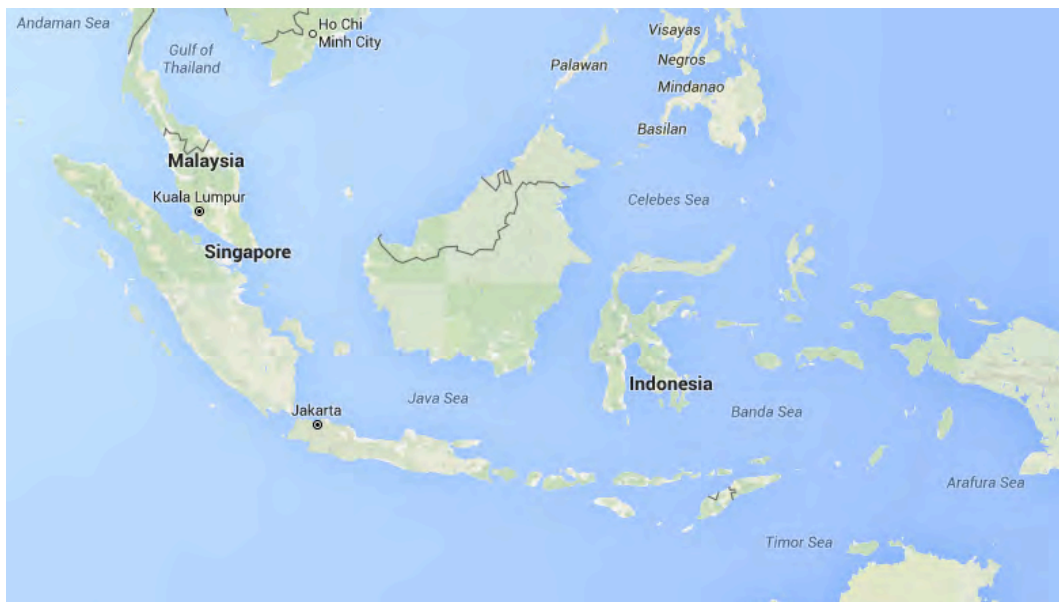 Andaman Sea
Ho Chi
Minh City
Gulf of
Thailand
Visayas
Palawan
Negros
Mindanao
Basilan
Malaysia
Kuala Lumpur
Celebes Sea
Singapore
Indonesia
Java Sea
Jakarta
Banda Sea
Arafura Sea
Timor Sea